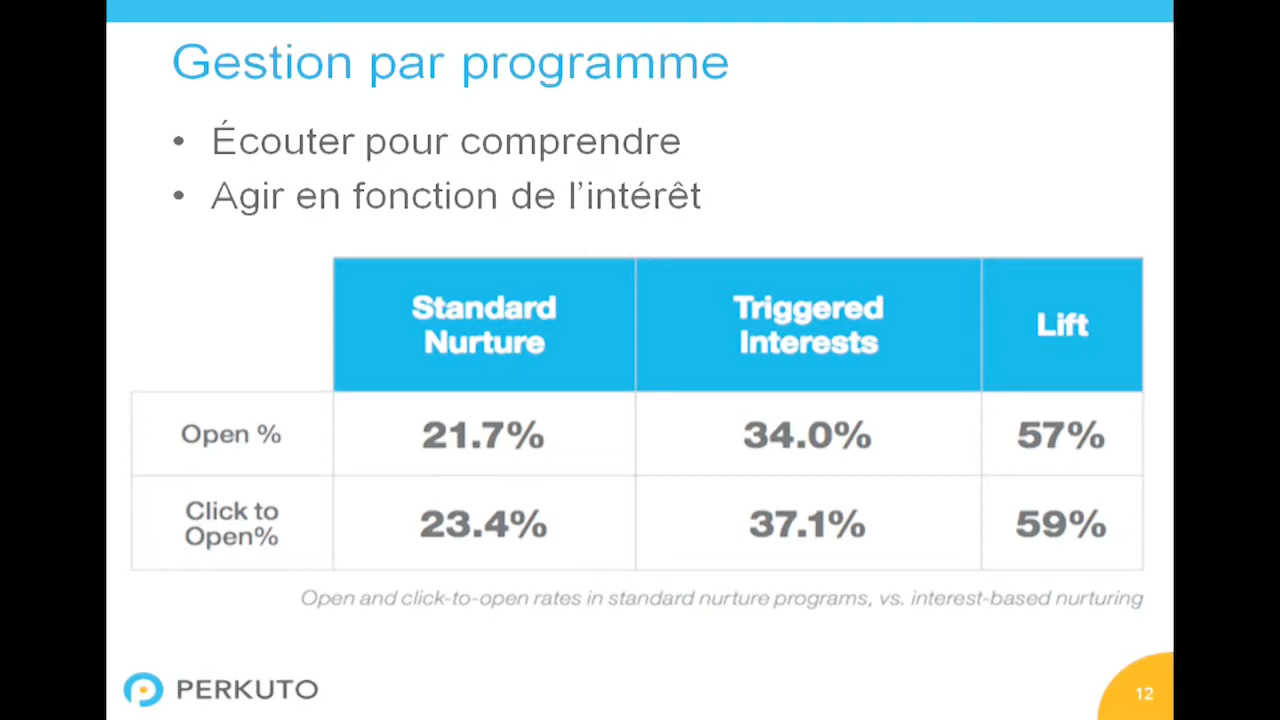 Gestion par programme
• Écouter pour comprendre
• Agir en fonction de l'intérêt
Standard
Nurture
Triggered
Interests
Lift
Open %
21.7%
34.0%
57%
Click to
Open%
23.4%
37.1%
59%
Open and click-to-open rates in standard nurture programs, vs. interest-based nurturing
PERKUTO
12